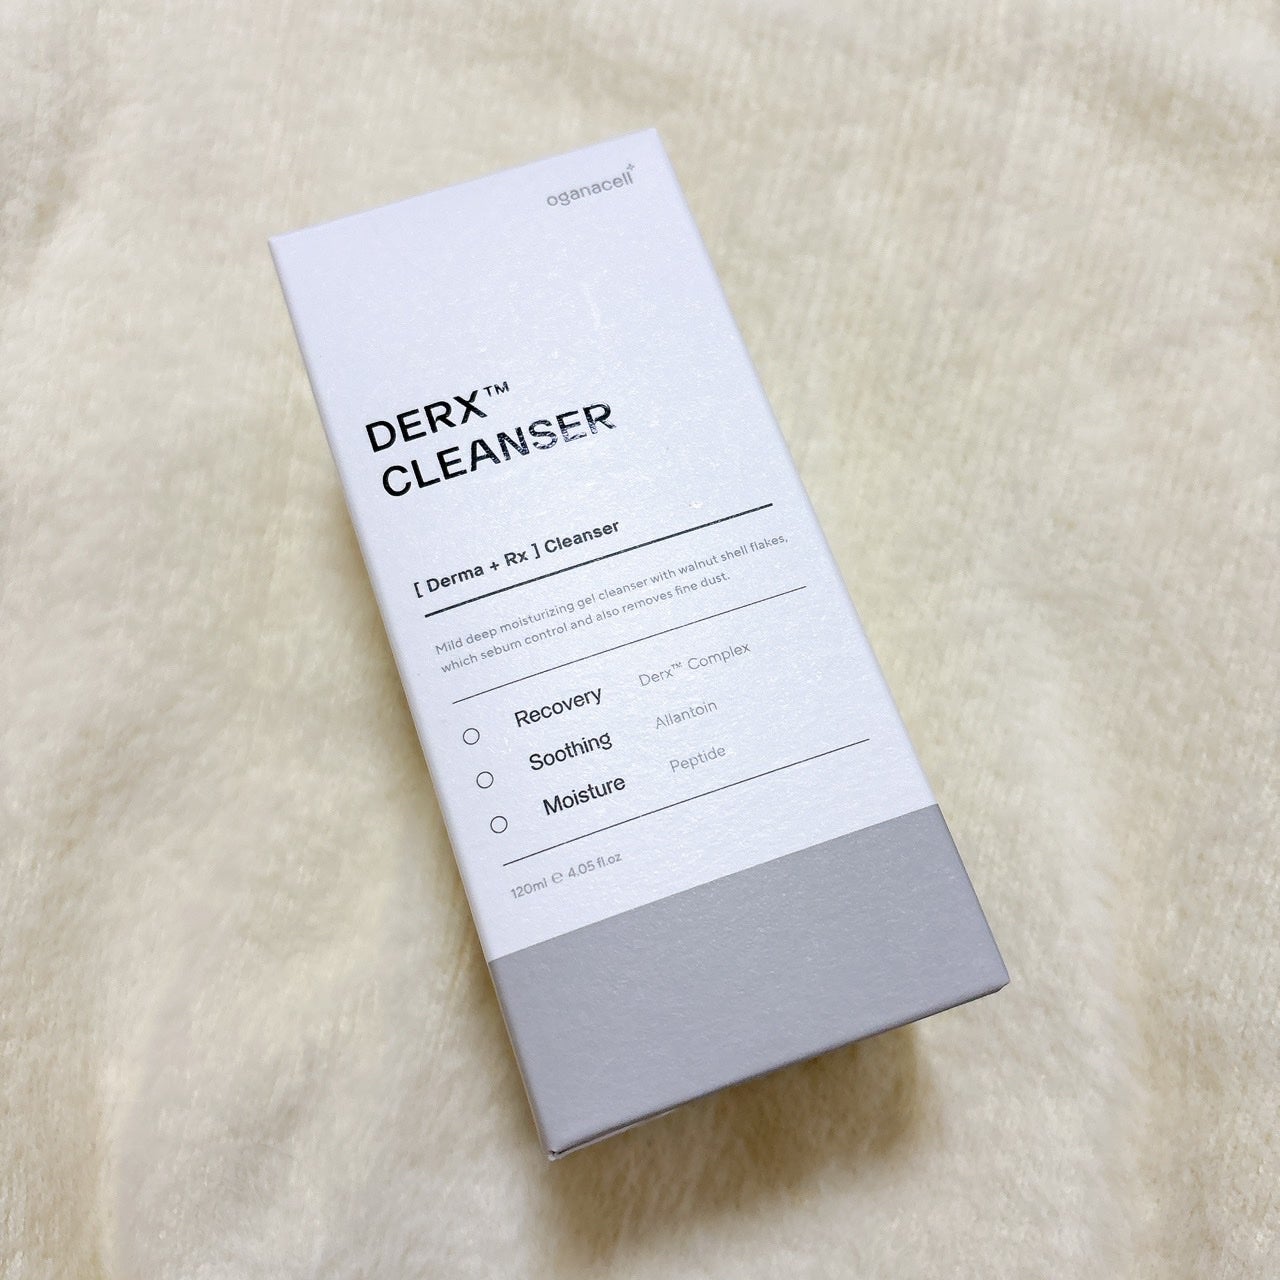 oganacell+
DERX™
CLEANSER
[ Derma + Rx ] Cleanser
Mild deep moisturizing gel cleanser with walnut shell flakes,
which sebum control and also removes fine dust.
Recovery Derx™ Complex
Soothing Allantoin
Moisture Peptide
120ml ℮ 4.05 fl.oz